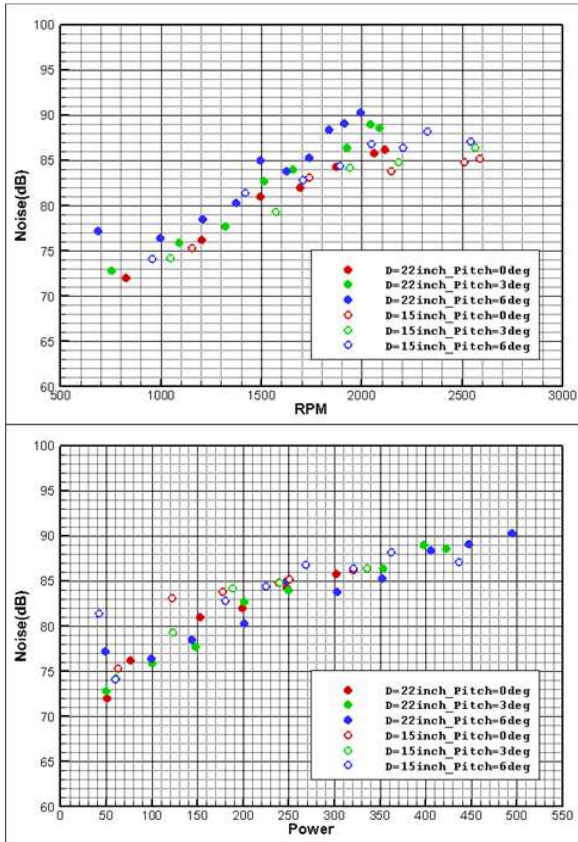 100
95
90
85
80
75
70
65
60
Noise(dB)
D=22inch_Pitch=0deg
D=22inch_Pitch=3deg
D=22inch_Pitch=6deg
D=15inch_Pitch=0deg
D=15inch_Pitch=3deg
D=15inch_Pitch=6deg
500 1000 1500 2000 2500 3000
RPM
100
95
90
85
80
75
70
65
60
Noise(dB)
D=22inch_Pitch=0deg
D=22inch_Pitch=3deg
D=22inch_Pitch=6deg
D=15inch_Pitch=0deg
D=15inch_Pitch=3deg
D=15inch_Pitch=6deg
0 50 100 150 200 250 300 350 400 450 500 550
Power